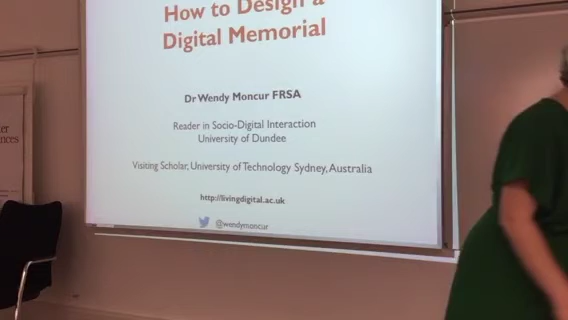 How to Design a
Digital Memorial
Dr Wendy Moncur FRSA
Reader in Socio-Digital Interaction
University of Dundee
Visiting Scholar, University of Technology Sydney, Australia
http://livingdigital.ac.uk
@wendymoncur